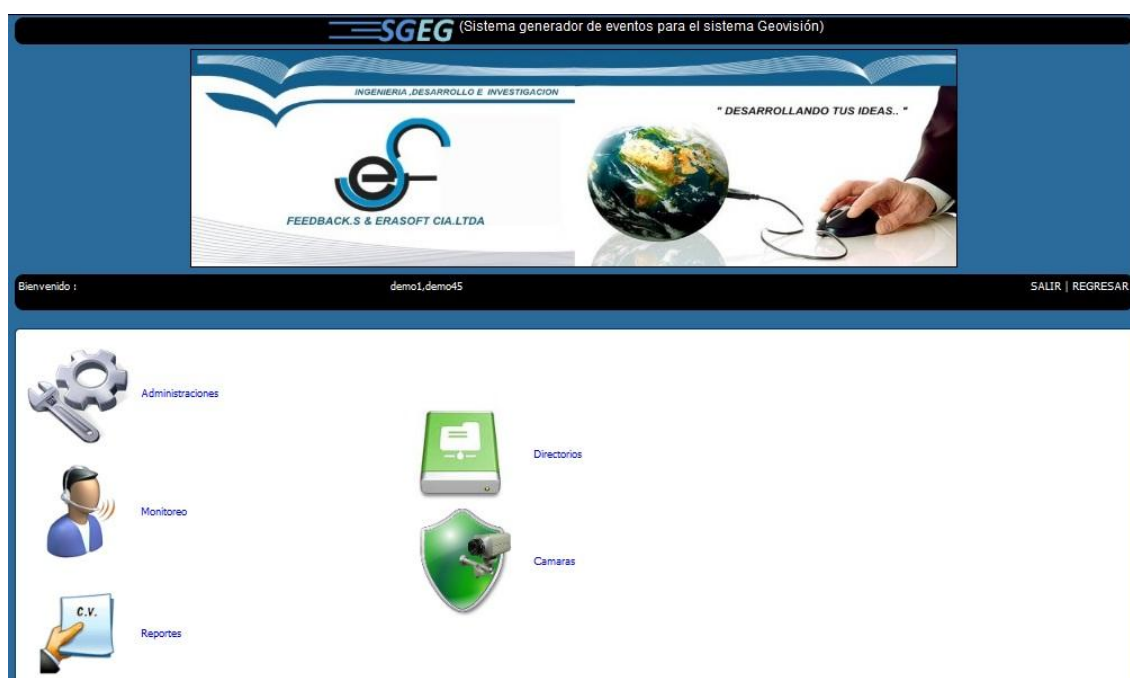 SGEG (Sistema generador de eventos para el sistema Geovisión)
INGENIERIA ,DESARROLLO E INVESTIGACION
" DESARROLLANDO TUS IDEAS.. "
FEEDBACK.S & ERASOFT CIA.LTDA
Bienvenido : demo1,demo45 SALIR | REGRESAR
Administraciones
Directorios
Monitoreo
Camaras
C.V.
Reportes